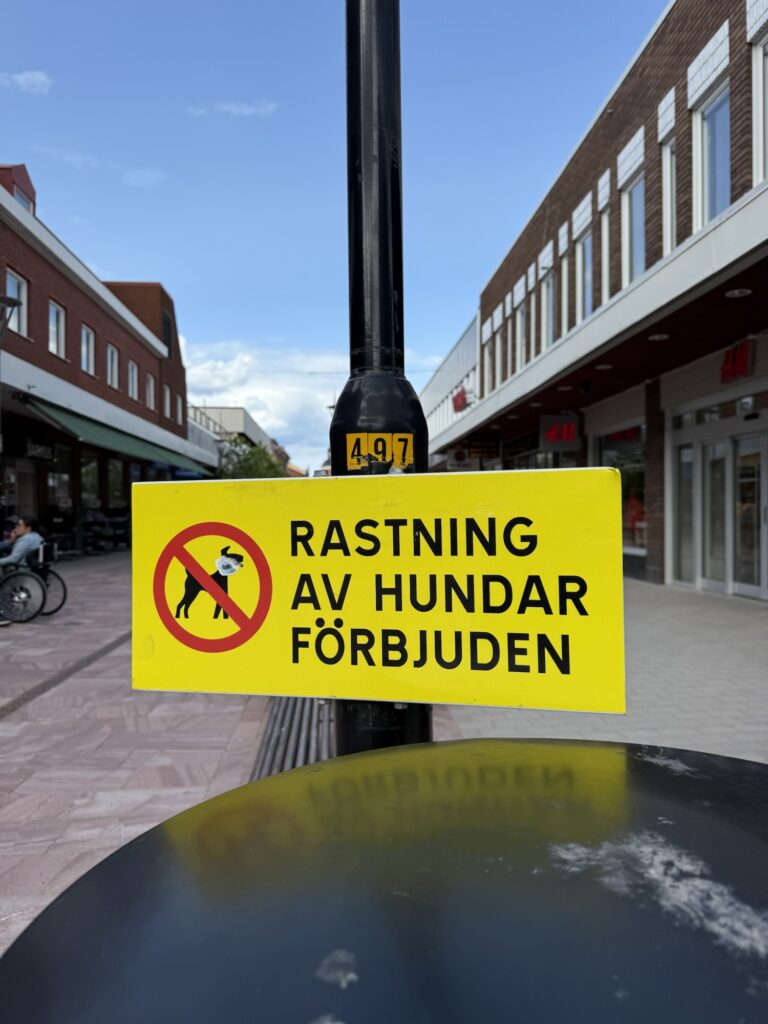 497
RASTNING
AV HUNDAR
FÖRBJUDEN
H&M